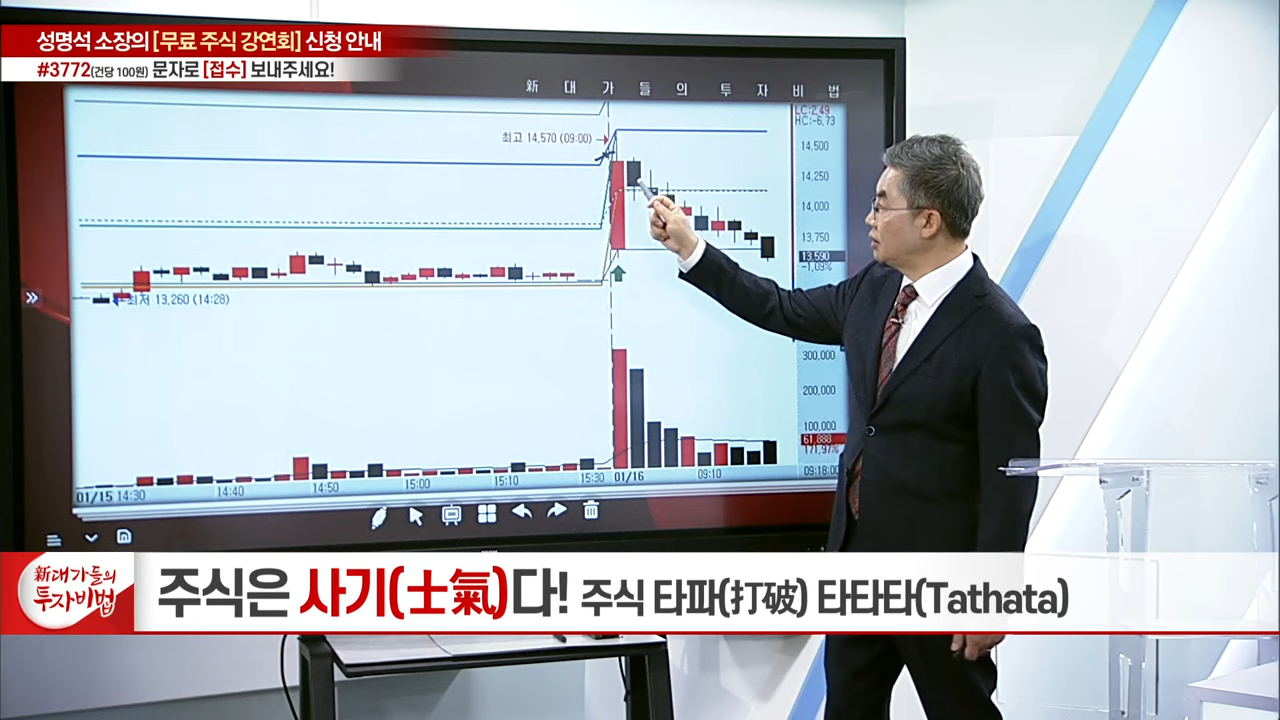 성명석 소장의 [무료 주식 강연회] 신청 안내
#3772(건당 100원) 문자로 [접수] 보내주세요!
新 대 가 들 의 투 자 비 법
LC:2.49
HC:-6.73
최고 14,570 (09:00)
14,500
14,250
14,000
13,750
13,590
-1.09%
최저 13,260 (14:28)
300,000
200,000
100,000
61,888
171.97%
01/15 14:30 14:40 14:50 15:00 15:10 15:30 01/16 09:10 09:18:00
新대가들의
투자비법
주식은 사기(士氣)다! 주식 타파(打破) 타타타(Tathata)